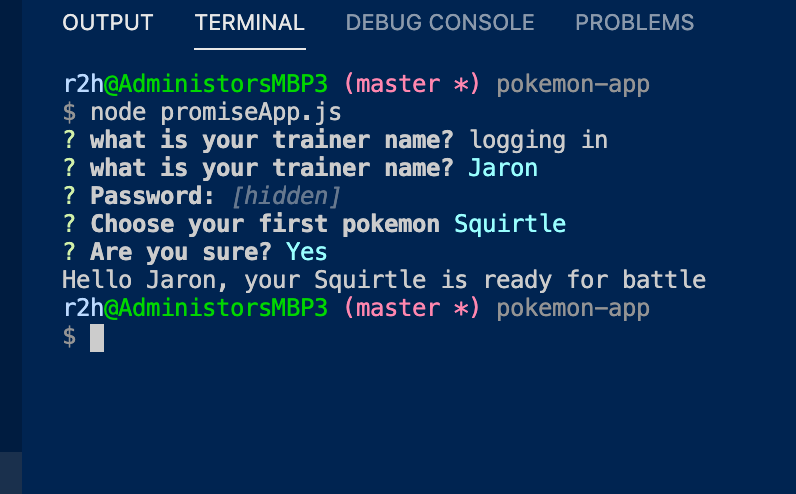 OUTPUT TERMINAL DEBUG CONSOLE PROBLEMS
r2h@AdministorsMBP3 (master *) pokemon-app
$ node promiseApp.js
? what is your trainer name? logging in
? what is your trainer name? Jaron
? Password: [hidden]
? Choose your first pokemon Squirtle
? Are you sure? Yes
Hello Jaron, your Squirtle is ready for battle
r2h@AdministorsMBP3 (master *) pokemon-app
$